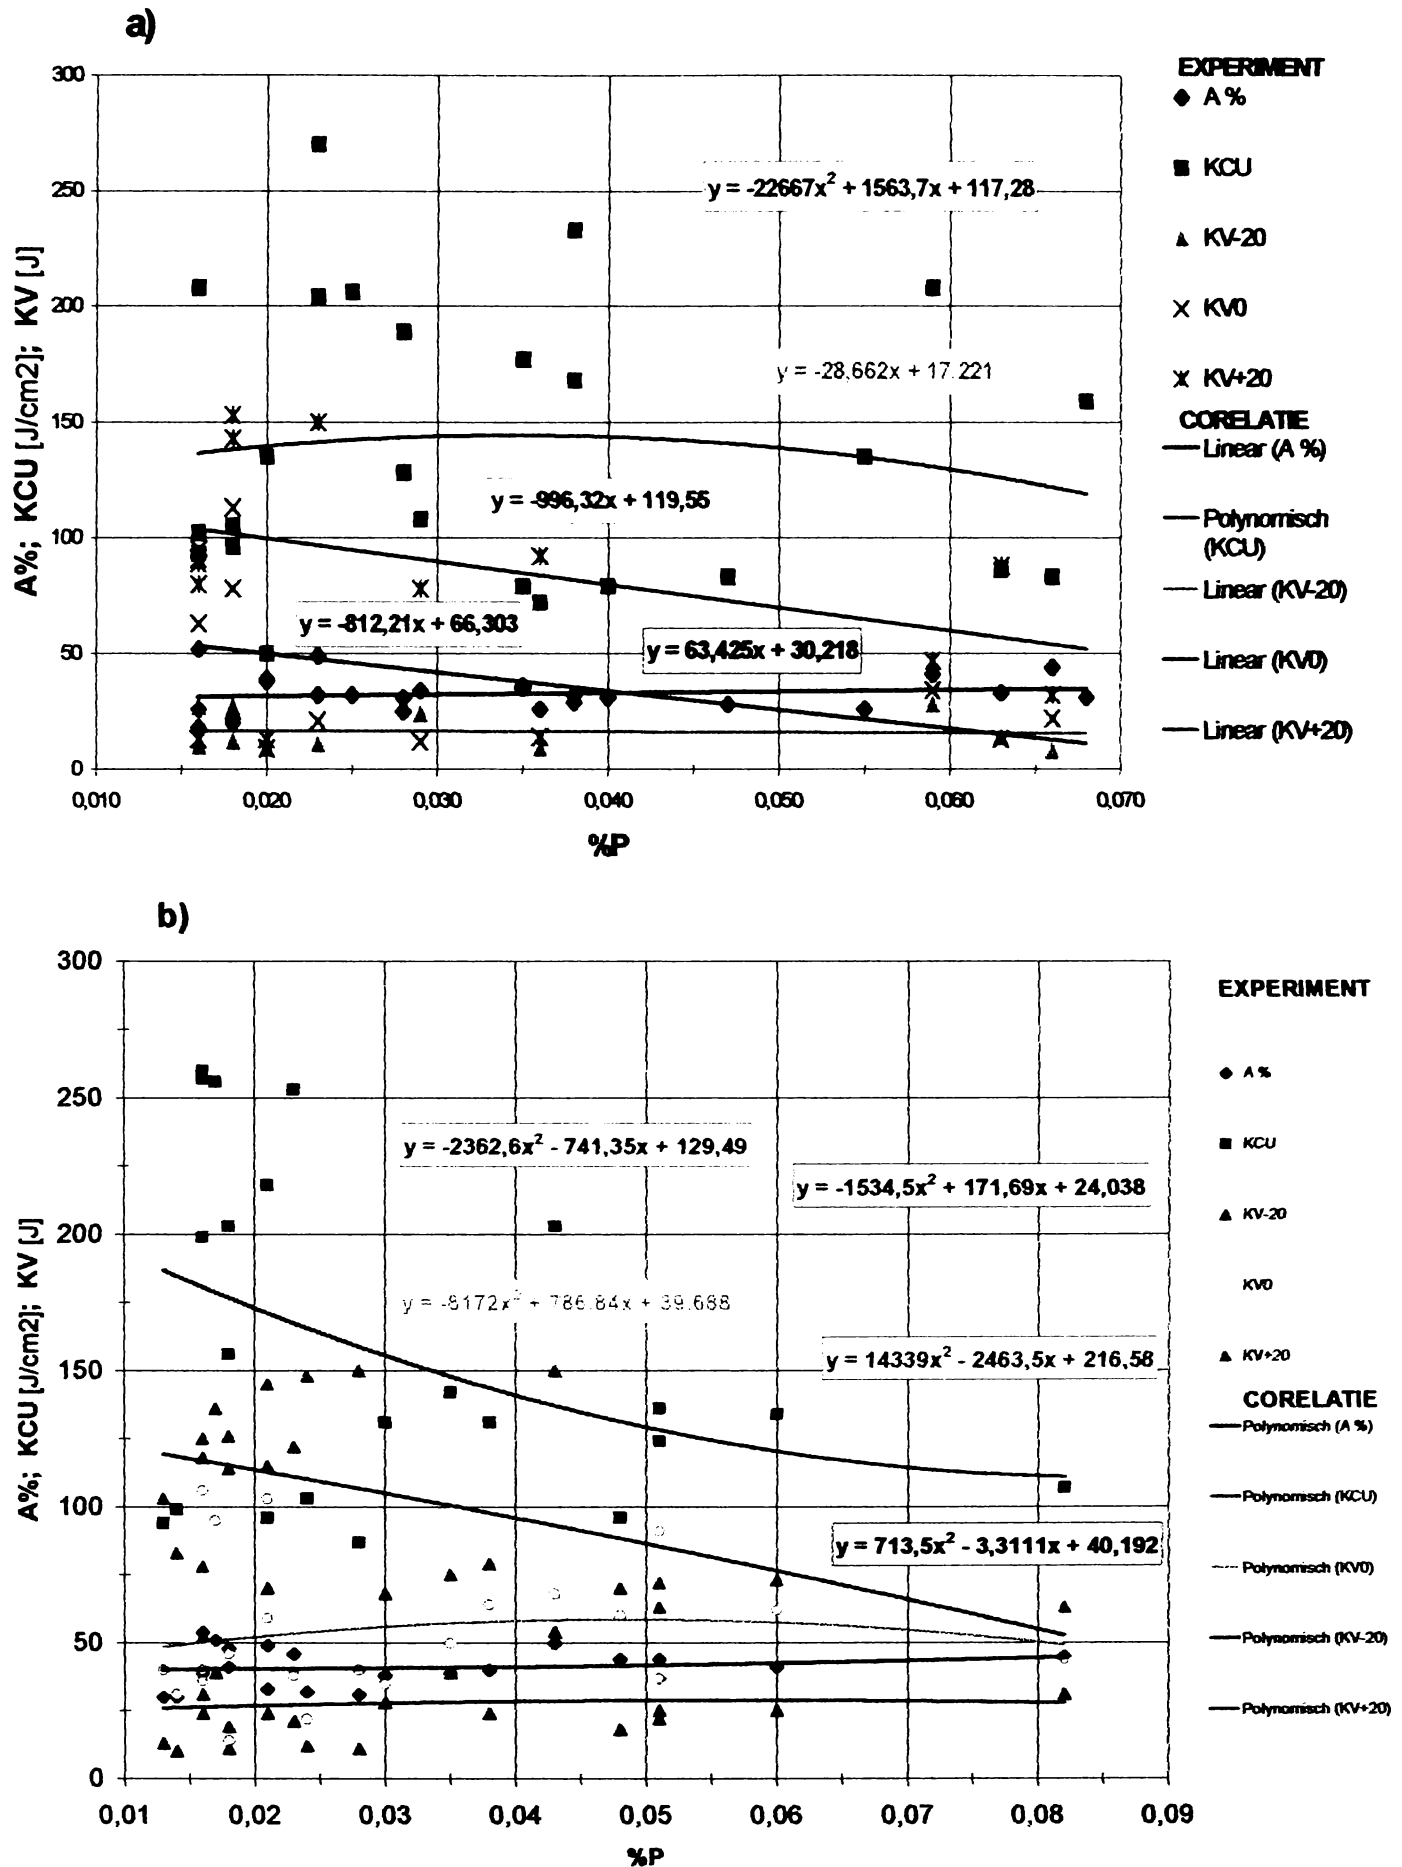 a)
A%; KCU [J/cm2]; KV [J]
300
250
200
150
100
50
0
0,010
0,020
0,030
0,040
0,050
0,060
0,070
%P
y = -22667x² + 1563,7x + 117,28
y = -28,662x + 17.221
y = -996,32x + 119,55
y = -812,21x + 66,303
y = 63,425x + 30,218
EXPERIMENT
A %
KCU
KV-20
KV0
KV+20
CORELATIE
Linear (A %)
Polynomisch
(KCU)
Linear (KV-20)
Linear (KV0)
Linear (KV+20)
b)
A%; KCU [J/cm2]; KV [J]
300
250
200
150
100
50
0
0,01
0,02
0,03
0,04
0,05
0,06
0,07
0,08
0,09
%P
y = -2362,6x² - 741,35x + 129,49
y = -1534,5x² + 171,69x + 24,038
y = -8172x² + 786.84x + 39.688
y = 14339x² - 2463,5x + 216,58
y = 713,5x² - 3,3111x + 40,192
EXPERIMENT
A %
KCU
KV-20
KV0
KV+20
CORELATIE
Polynomisch (A %)
Polynomisch (KCU)
Polynomisch (KV0)
Polynomisch (KV-20)
Polynomisch (KV+20)